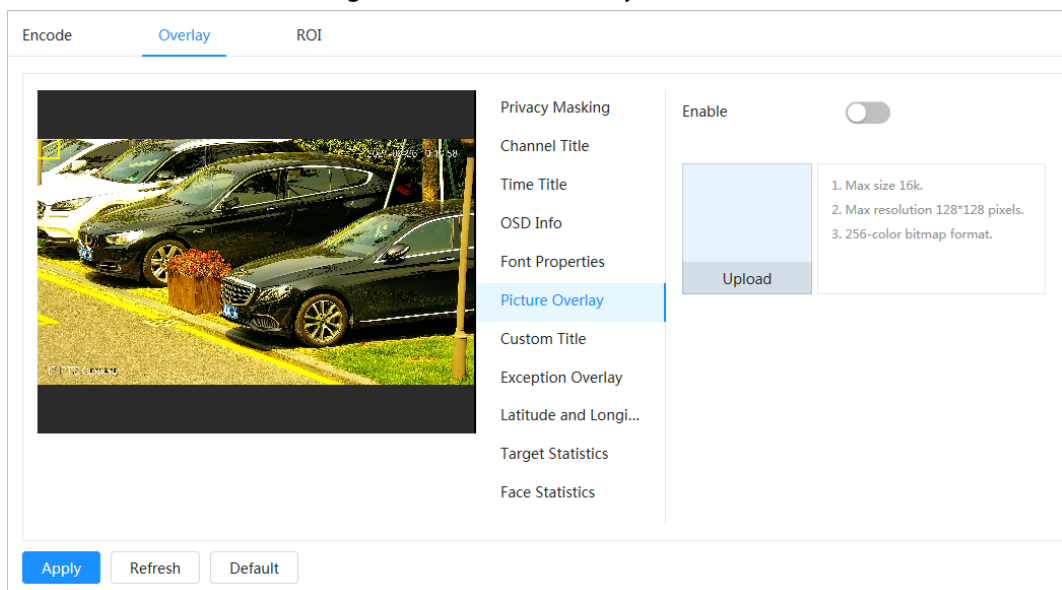 Encode Overlay ROI
Privacy Masking
Channel Title
Time Title
OSD Info
Font Properties
Picture Overlay
Custom Title
Exception Overlay
Latitude and Longi...
Target Statistics
Face Statistics
Enable
1. Max size 16k.
2. Max resolution 128*128 pixels.
3. 256-color bitmap format.
Upload
Apply Refresh Default